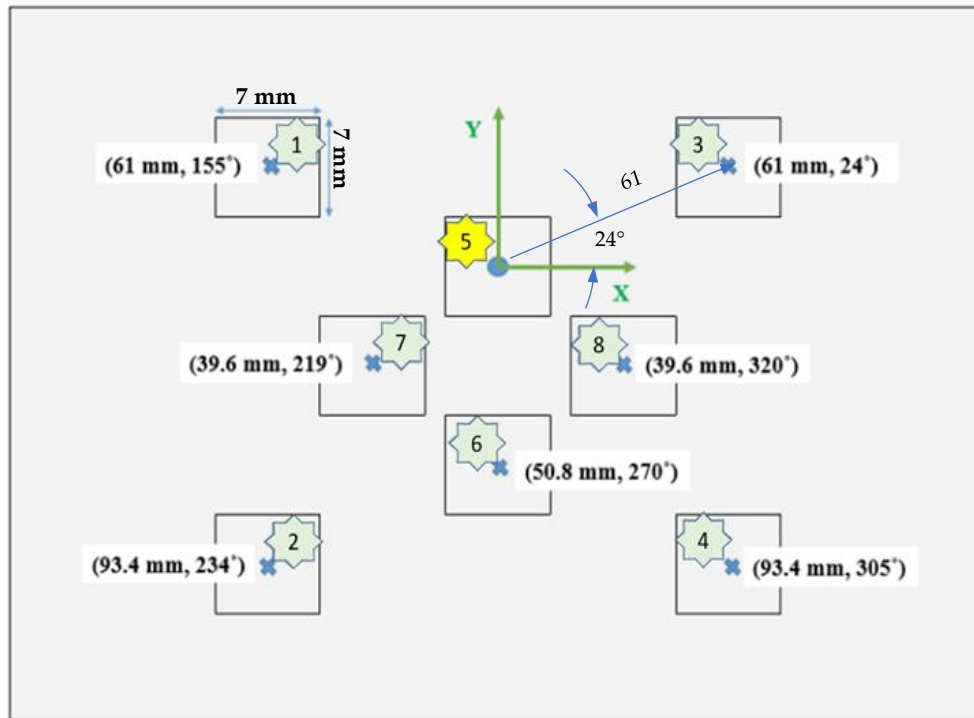 7 mm
1
7 mm
(61 mm, 155°)
Y
3
61
(61 mm, 24°)
5
24°
X
7
8
(39.6 mm, 219°)
(39.6 mm, 320°)
6
(50.8 mm, 270°)
2
4
(93.4 mm, 234°)
(93.4 mm, 305°)